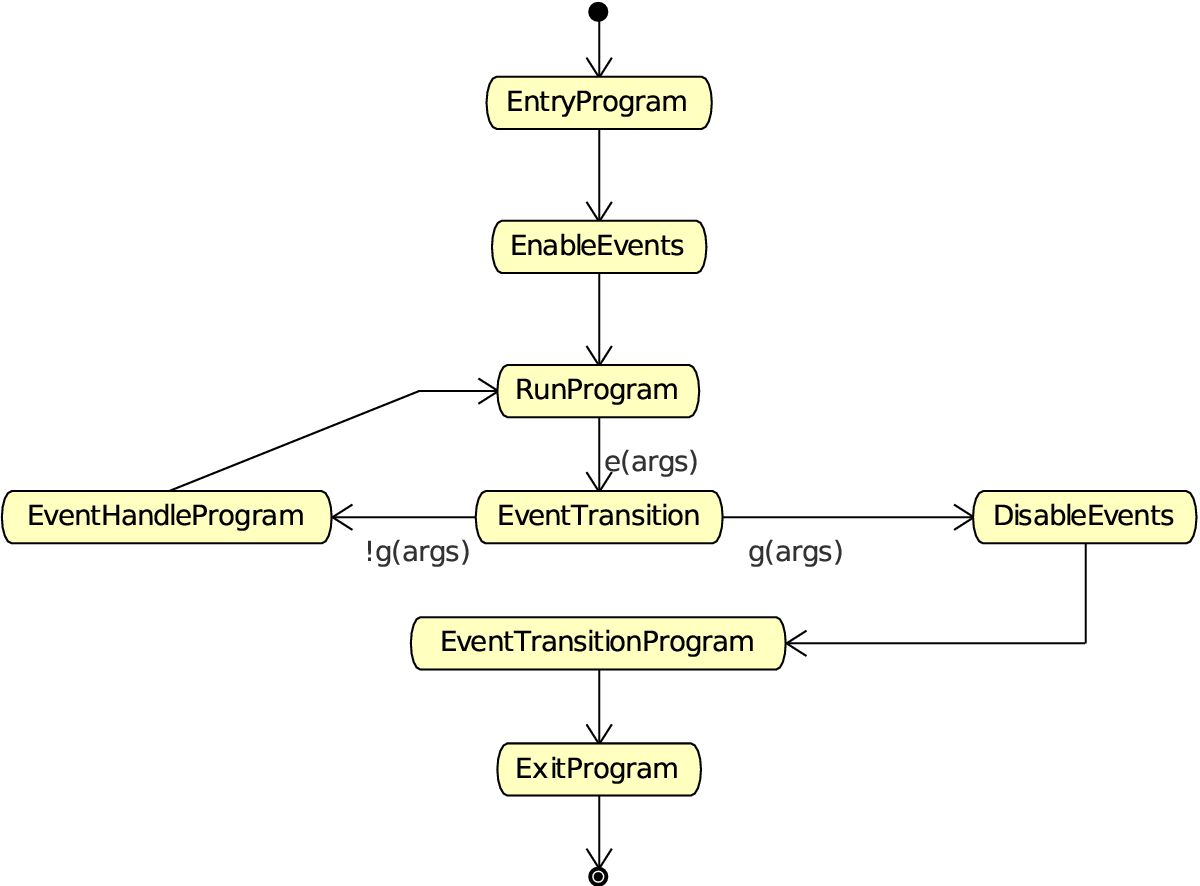 EntryProgram
EnableEvents
RunProgram
e(args)
EventHandleProgram
EventTransition
DisableEvents
!g(args)
g(args)
EventTransitionProgram
ExitProgram